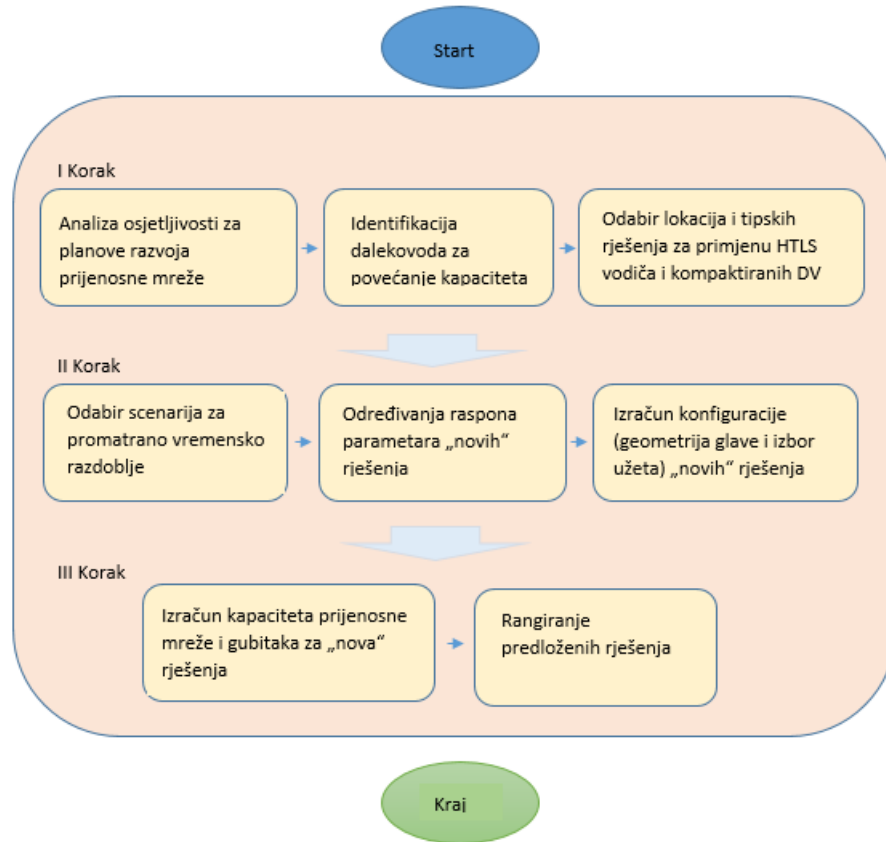 Start
I Korak
Analiza osjetljivosti za
planove razvoja
prijenosne mreže
Identifikacija
dalekovoda za
povećanje kapaciteta
Odabir lokacija i tipskih
rješenja za primjenu HTLS
vodiča i kompaktiranih DV
II Korak
Odabir scenarija za
promatrano vremensko
razdoblje
Određivanja raspona
parametara „novih“
rješenja
Izračun konfiguracije
(geometrija glave i izbor
užeta) „novih“ rješenja
III Korak
Izračun kapaciteta prijenosne
mreže i gubitaka za „nova“
rješenja
Rangiranje
predloženih rješenja
Kraj